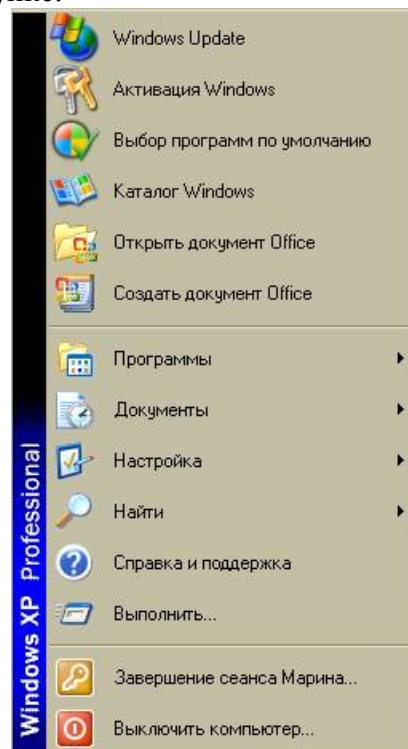 Windows Update
Активация Windows
Выбор программ по умолчанию
Каталог Windows
Открыть документ Office
Создать документ Office
Программы
Документы
Настройка
Найти
Справка и поддержка
Выполнить...
Завершение сеанса Марина...
Выключить компьютер...
Windows XP Professional